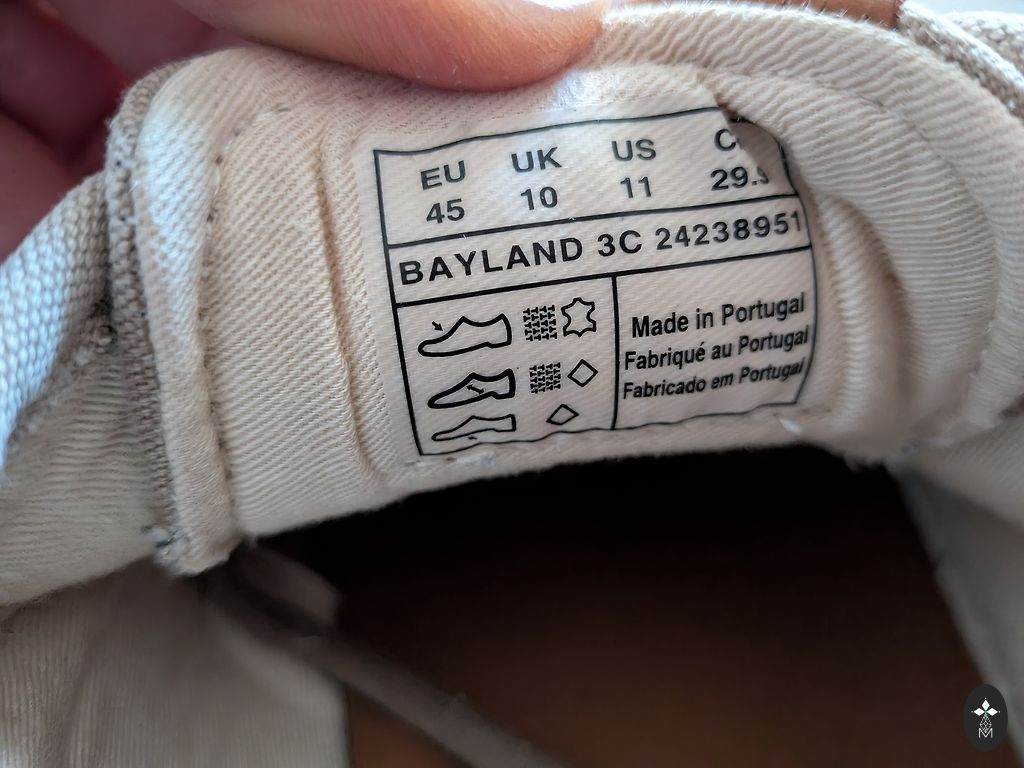 EU UK US
45 10 11
BAYLAND 3C 24238951
Made in Portugal
Fabriqué au Portugal
Fabricado em Portugal
M